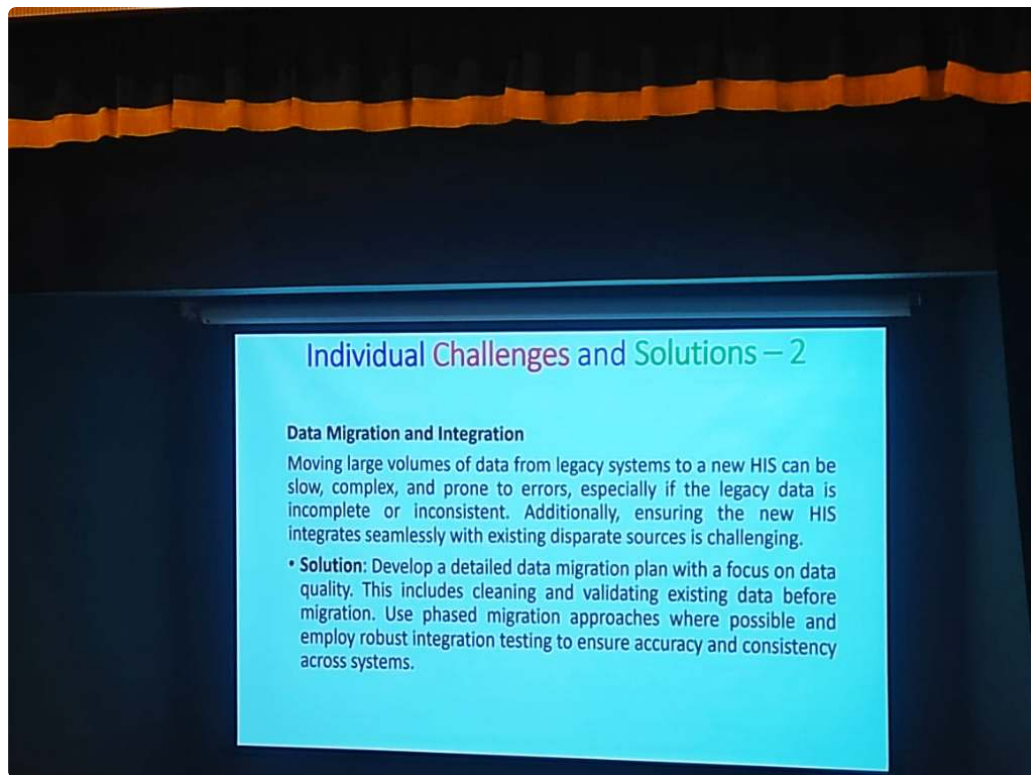 Individual Challenges and Solutions – 2
Data Migration and Integration
Moving large volumes of data from legacy systems to a new HIS can be
slow, complex, and prone to errors, especially if the legacy data is
incomplete or inconsistent. Additionally, ensuring the new HIS
integrates seamlessly with existing disparate sources is challenging.
• Solution: Develop a detailed data migration plan with a focus on data
quality. This includes cleaning and validating existing data before
migration. Use phased migration approaches where possible and
employ robust integration testing to ensure accuracy and consistency
across systems.